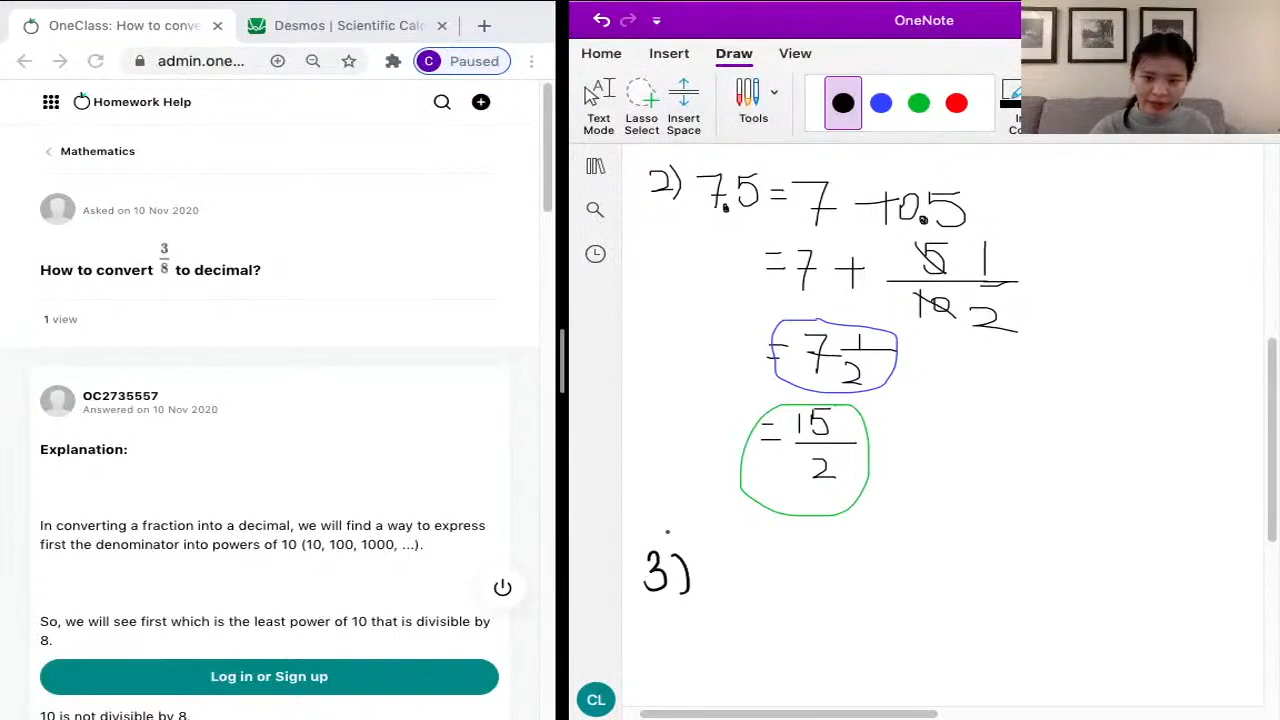 OneClass: How to conve
Desmos | Scientific Calc
admin.one...
C
Paused
Homework Help
Mathematics
Asked on 10 Nov 2020
How to convert 3/8 to decimal?
1 view
OC2735557
Answered on 10 Nov 2020
Explanation:
In converting a fraction into a decimal, we will find a way to express
first the denominator into powers of 10 (10, 100, 1000, ...).
So, we will see first which is the least power of 10 that is divisible by
8.
Log in or Sign up
10 is not divisible by 8.
OneNote
Home Insert Draw View
Text Mode
Lasso Select
Insert Space
Tools
2) 7.5 = 7 + 0.5
= 7 + 5/10 1/2
= 7 1/2
= 15/2
3)
CL